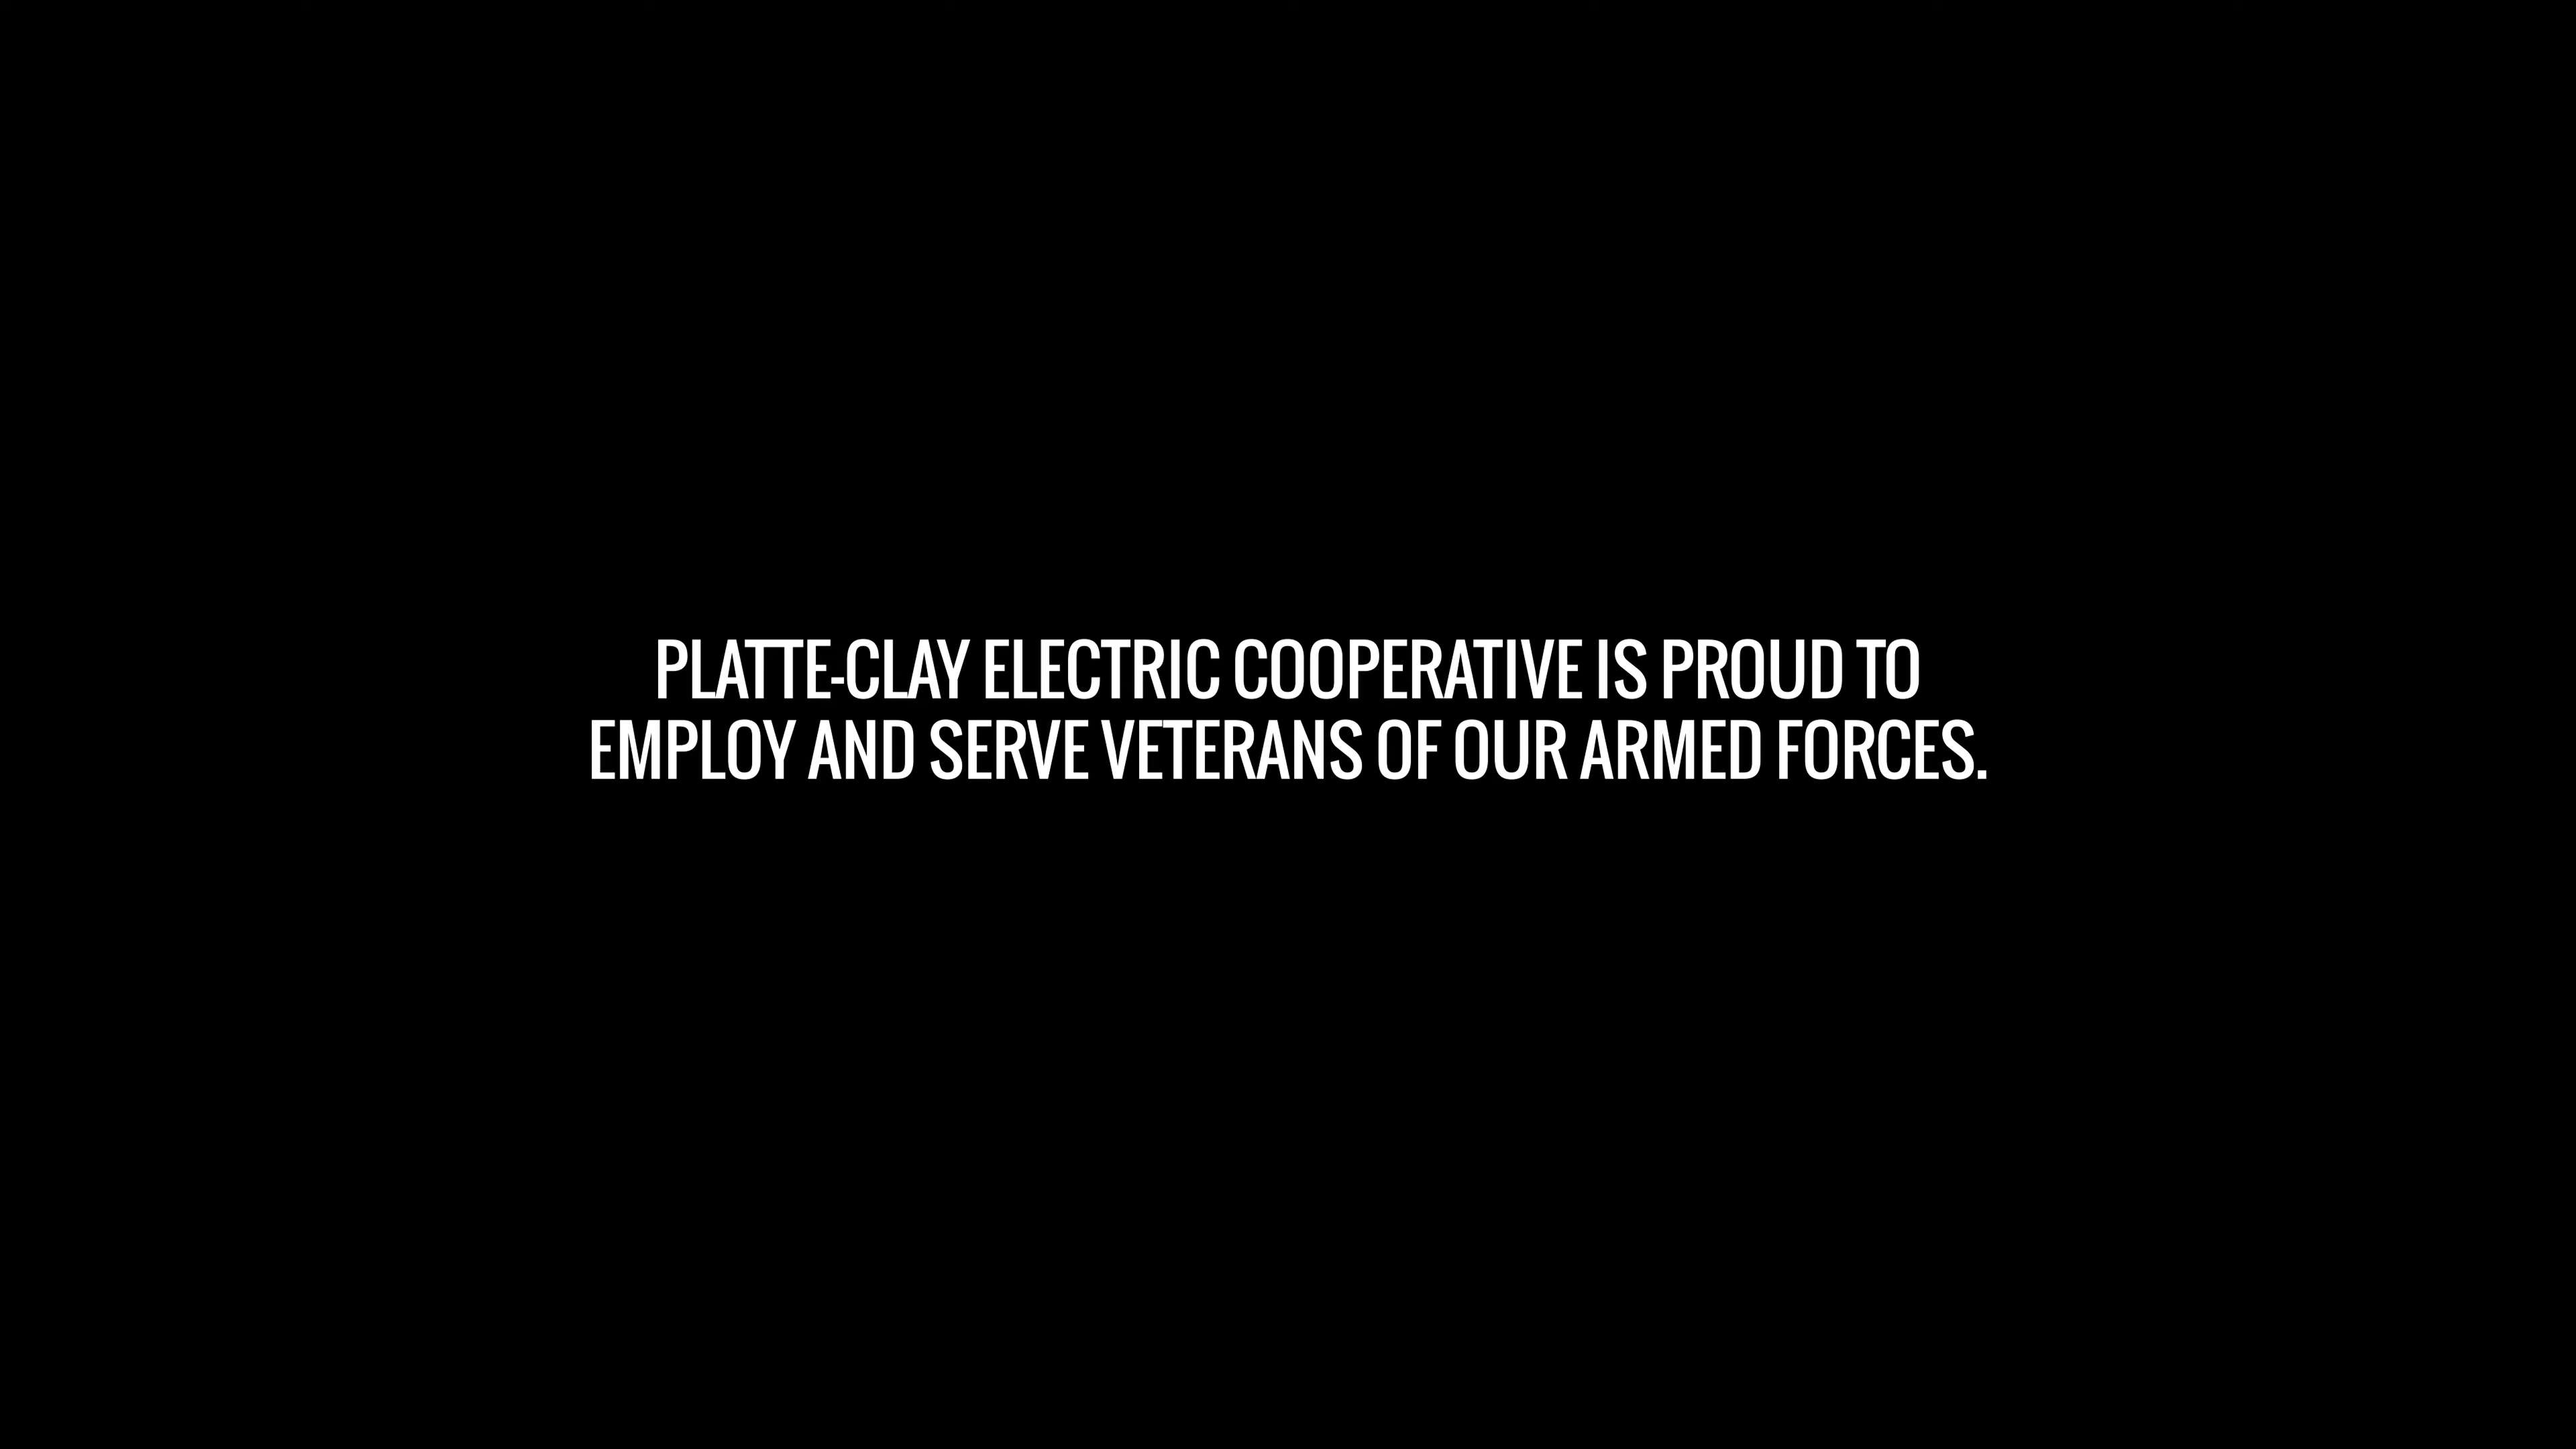 PLATTE-CLAY ELECTRIC COOPERATIVE IS PROUD TO
EMPLOY AND SERVE VETERANS OF OUR ARMED FORCES.